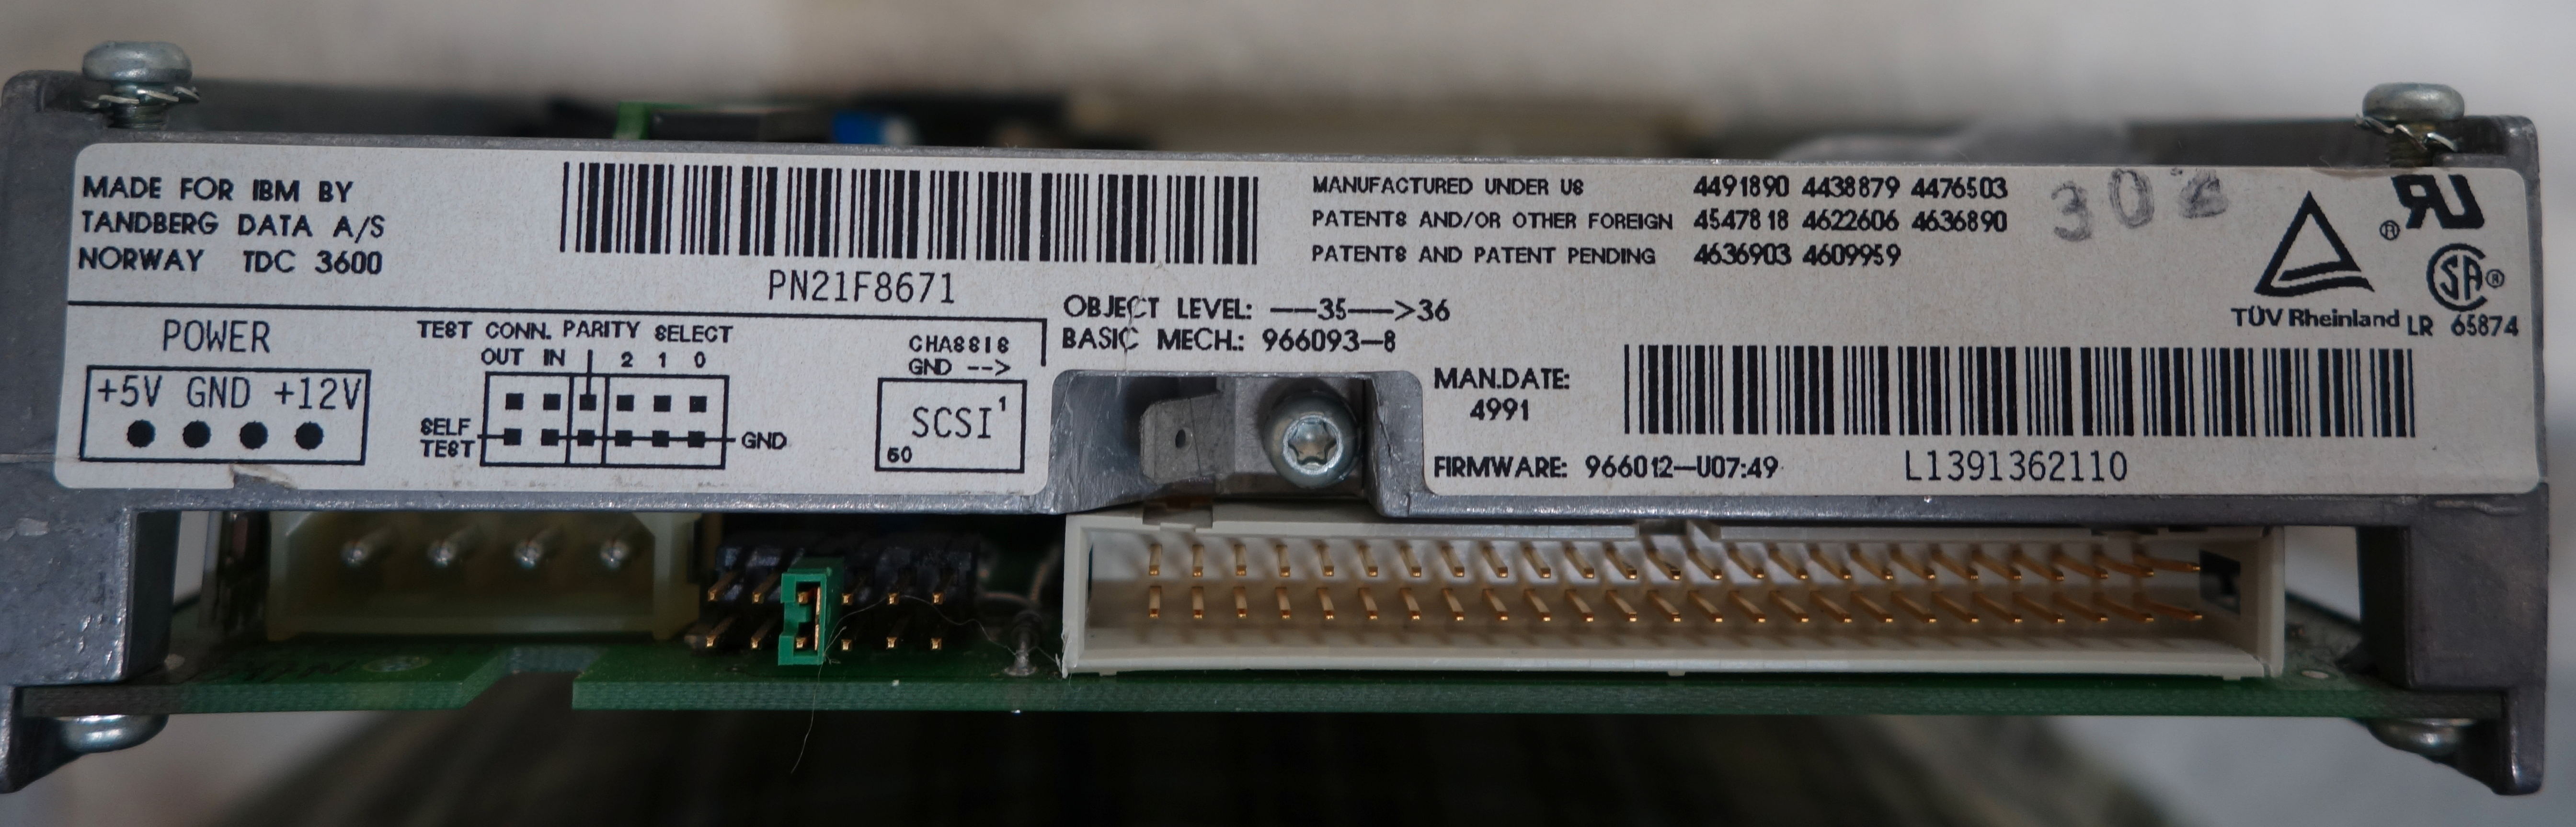 MADE FOR IBM BY
TANDBERG DATA A/S
NORWAY TDC 3600
PN21F8671
MANUFACTURED UNDER US 4491890 4438879 4476503
PATENTS AND/OR OTHER FOREIGN 4547818 4622606 4636890
PATENTS AND PATENT PENDING 4636903 4609959
302
OBJECT LEVEL: ——35——>36
BASIC MECH.: 966093–8
POWER
+5V GND +12V
TEST CONN. PARITY SELECT
OUT IN 2 1 0
SELF
TEST
GND
CHASSIS
GND -->
SCSI 1
50
MAN.DATE:
4991
FIRMWARE: 966012–U07:49
L1391362110
TÜV Rheinland
UR ®
SA ®
LR 65874